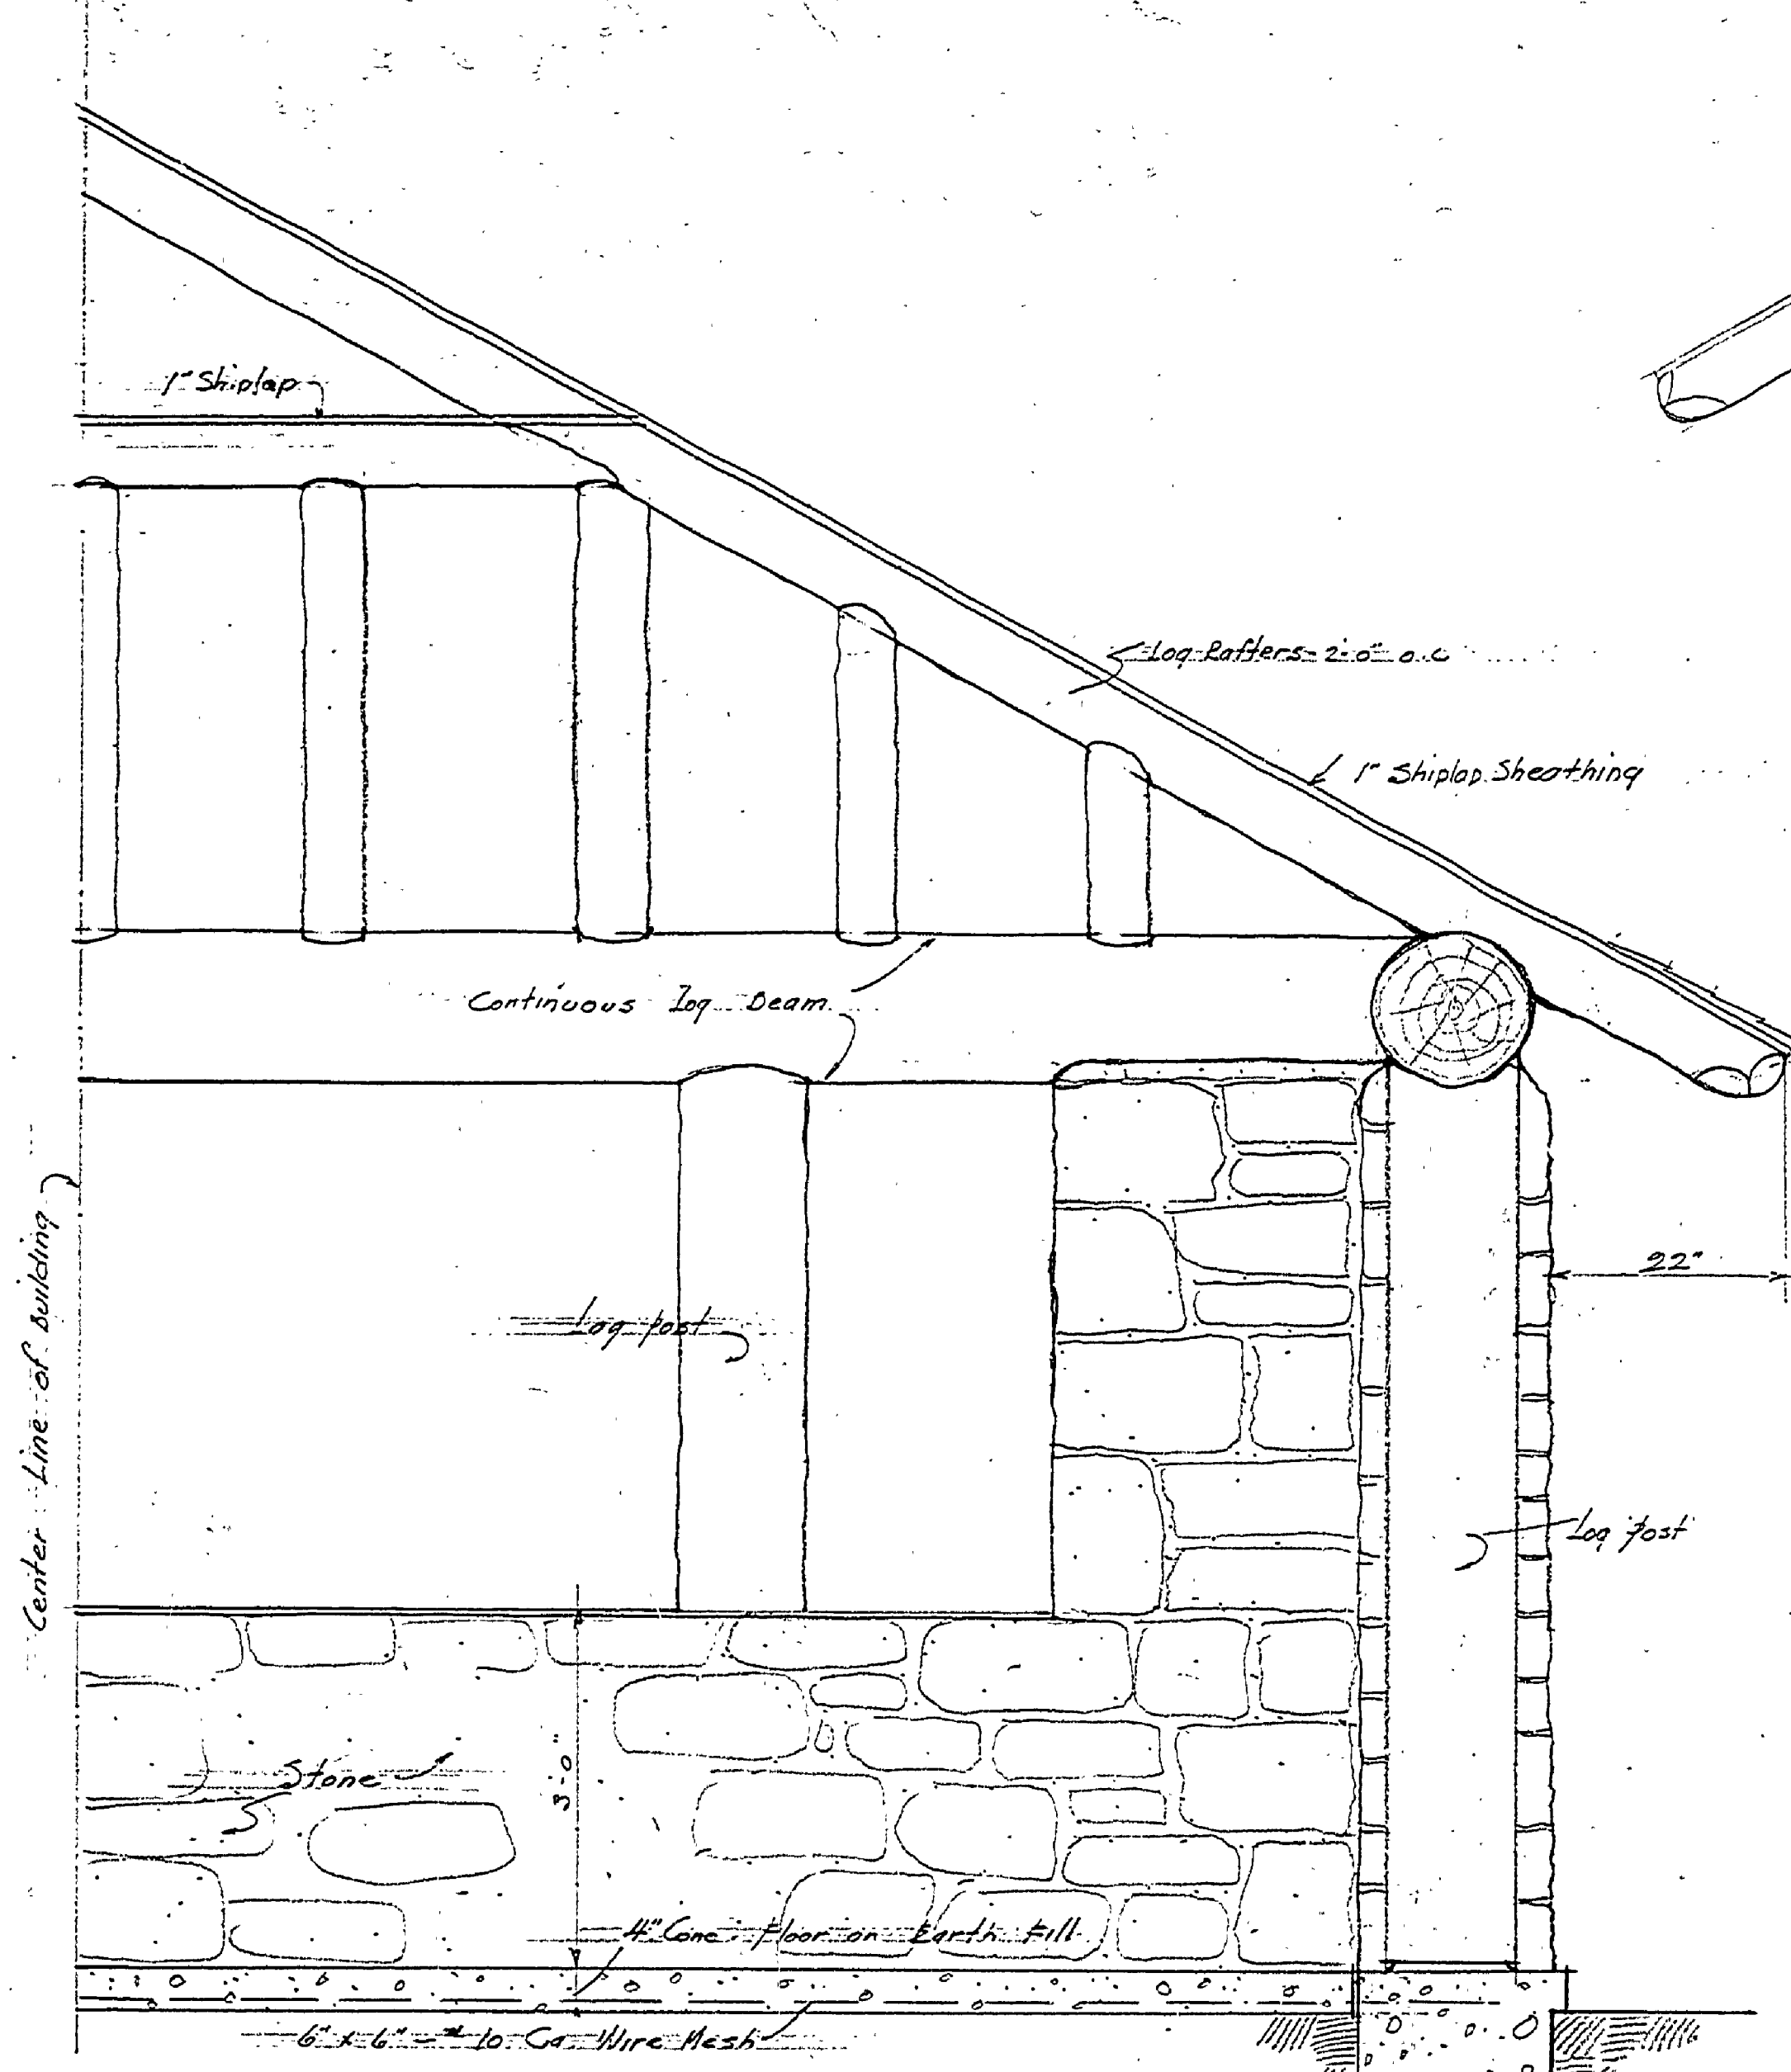 1" Shiplap
Log Rafters - 2'-0" o.c
1" Shiplap Sheathing
Continuous Log Beam
Center Line of Building
22"
Log post
Log Post
Stone
3'-0"
4" Conc. Floor on Earth Fill
6" x 6" - # 10 Ga. Wire Mesh